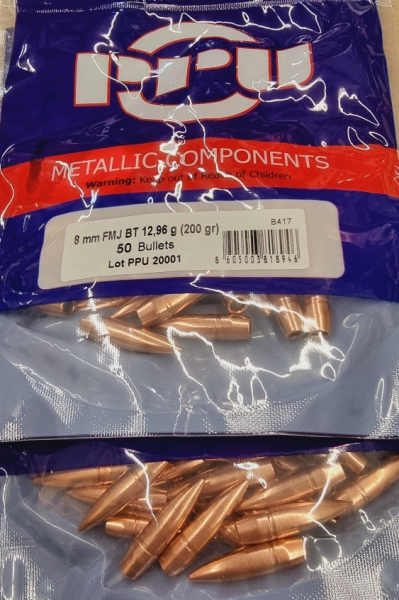 PPU
METALLIC COMPONENTS
Warning: Keep out of Reach of Children
B417
8 mm FMJ BT 12,96 g (200 gr)
50 Bullets
Lot PPU 20001
8 605003 818946